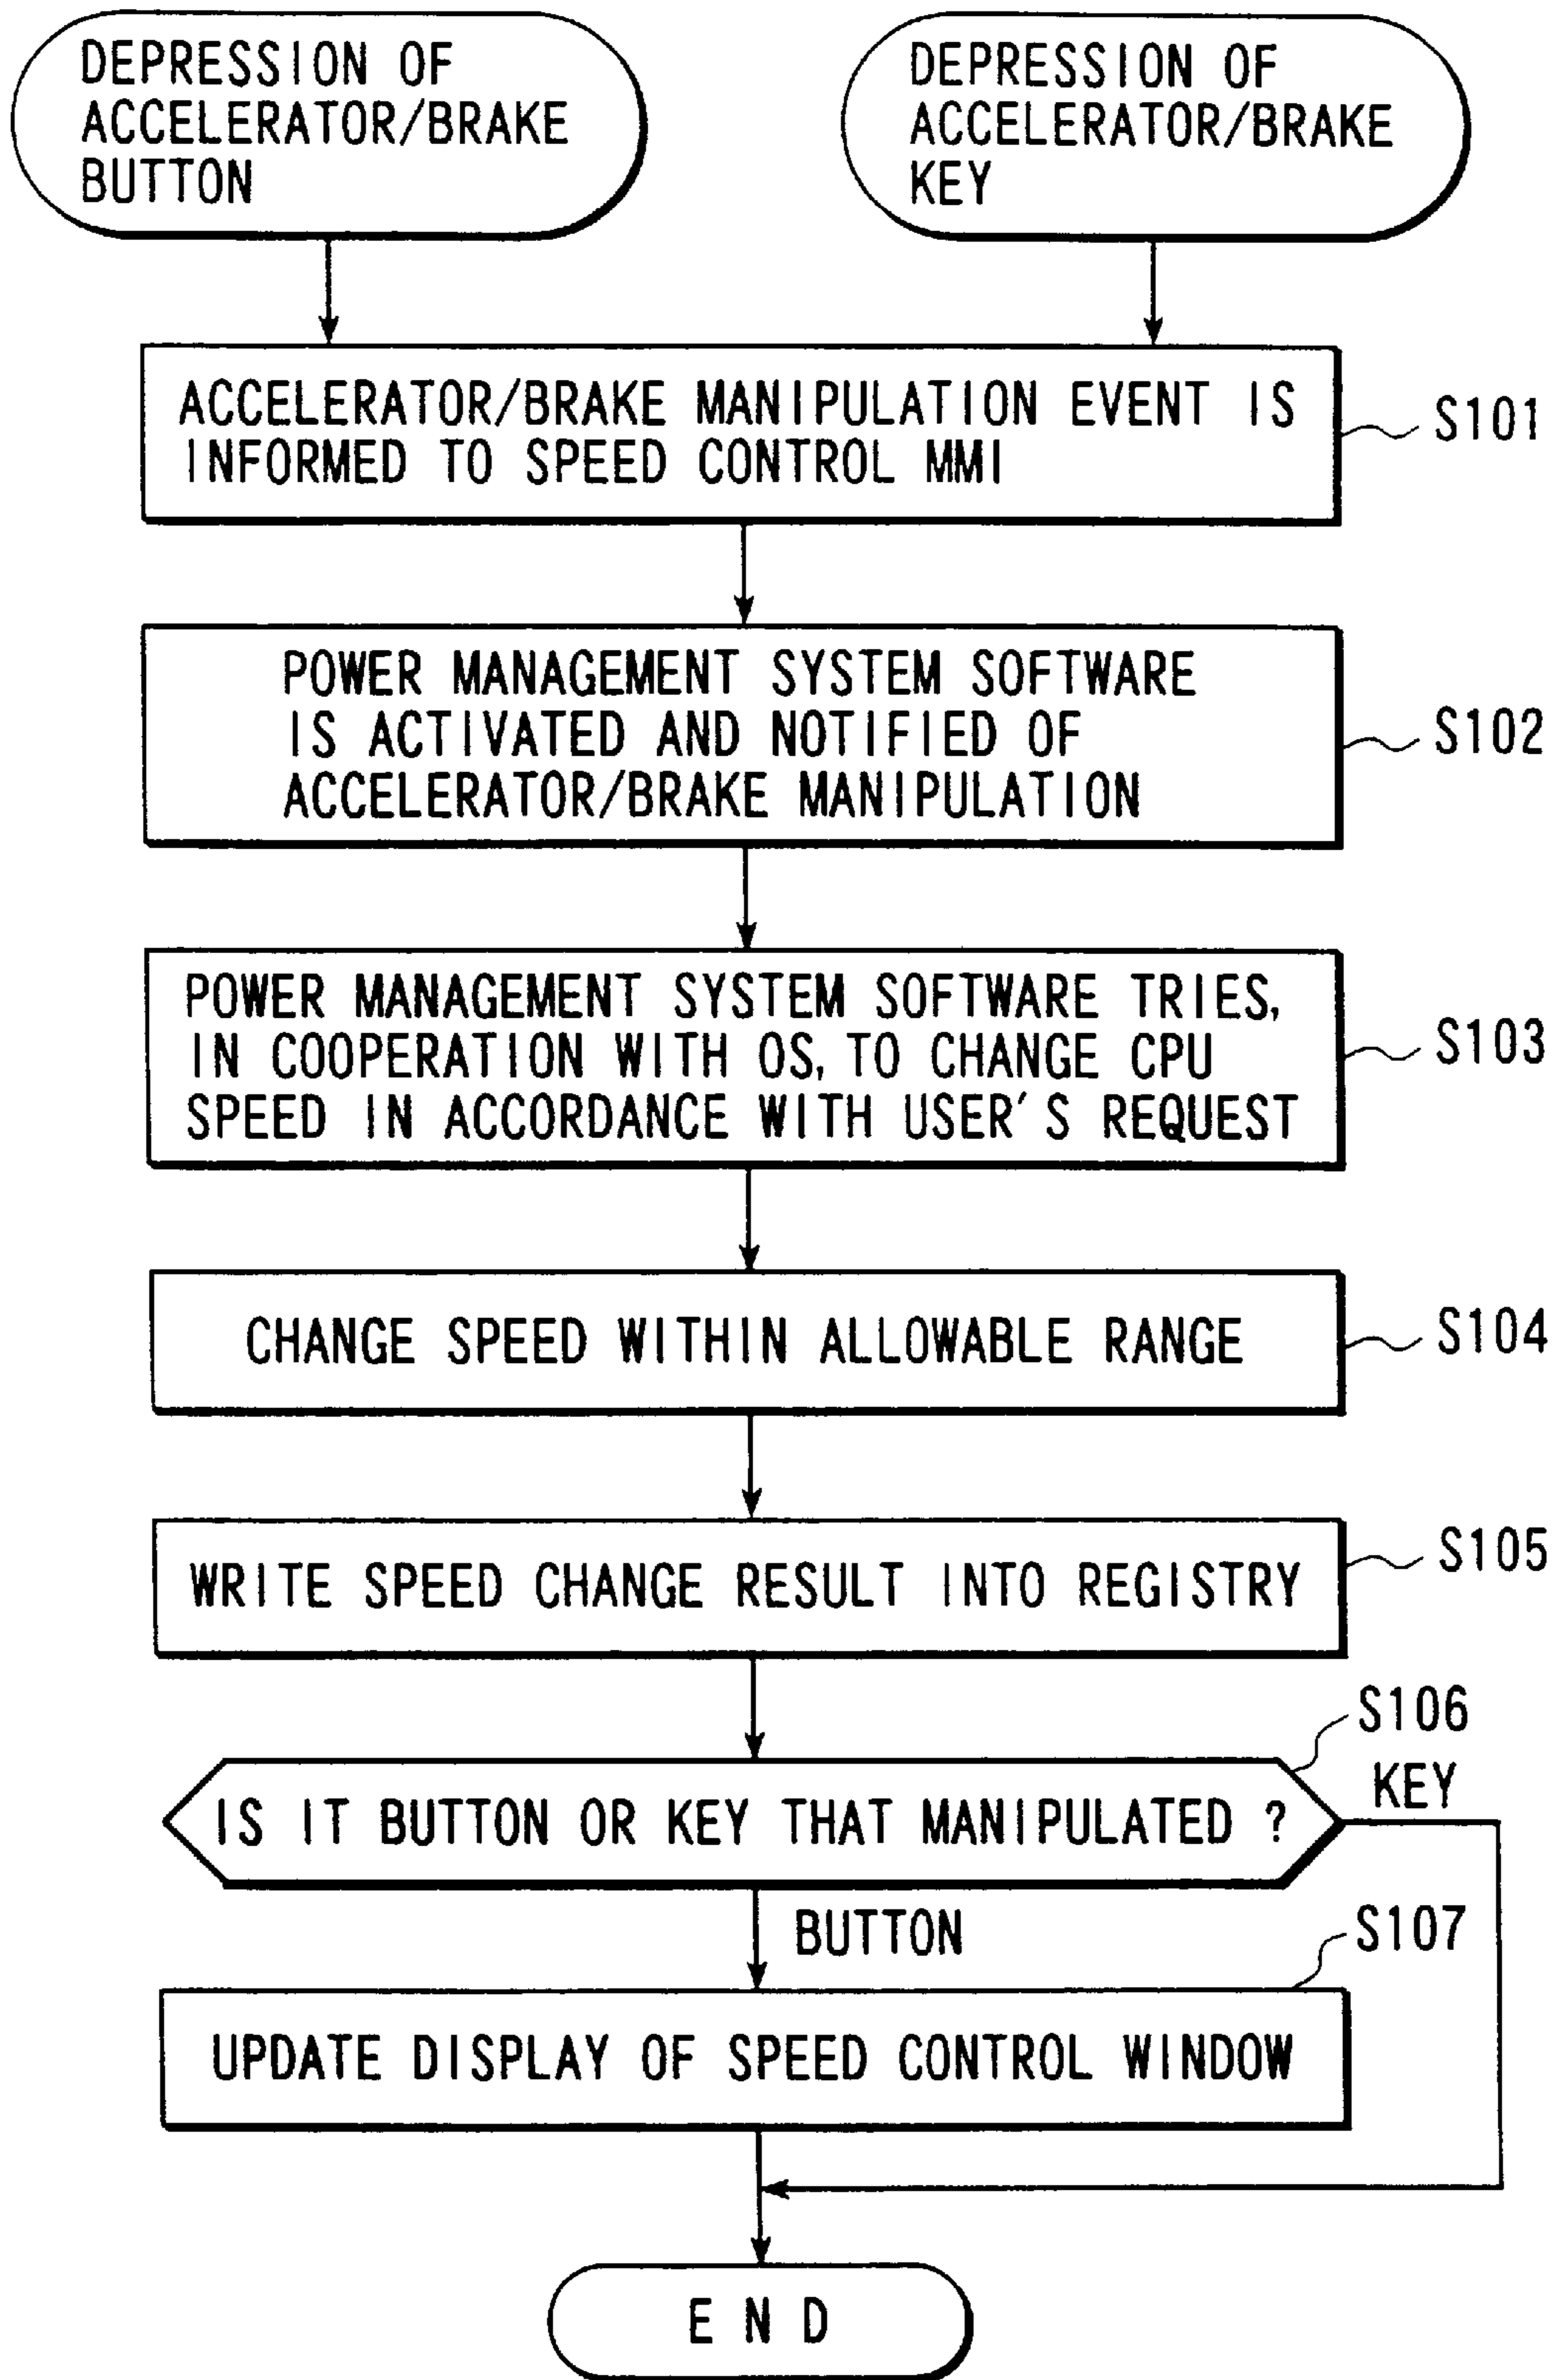 DEPRESSION OF
ACCELERATOR/BRAKE
BUTTON
DEPRESSION OF
ACCELERATOR/BRAKE
KEY
ACCELERATOR/BRAKE MANIPULATION EVENT IS
INFORMED TO SPEED CONTROL MMI
S101
POWER MANAGEMENT SYSTEM SOFTWARE
IS ACTIVATED AND NOTIFIED OF
ACCELERATOR/BRAKE MANIPULATION
S102
POWER MANAGEMENT SYSTEM SOFTWARE TRIES,
IN COOPERATION WITH OS, TO CHANGE CPU
SPEED IN ACCORDANCE WITH USER'S REQUEST
S103
CHANGE SPEED WITHIN ALLOWABLE RANGE
S104
WRITE SPEED CHANGE RESULT INTO REGISTRY
S105
S106
IS IT BUTTON OR KEY THAT MANIPULATED ?
KEY
BUTTON
S107
UPDATE DISPLAY OF SPEED CONTROL WINDOW
END